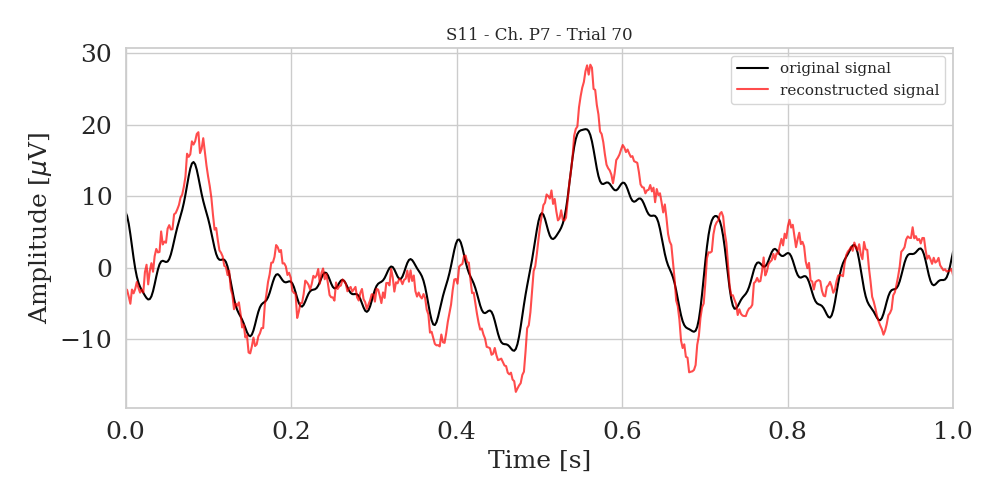 S11 - Ch. P7 - Trial 70
original signal
reconstructed signal
Amplitude [μV]
30
20
10
0
−10
0.0 0.2 0.4 0.6 0.8 1.0
Time [s]